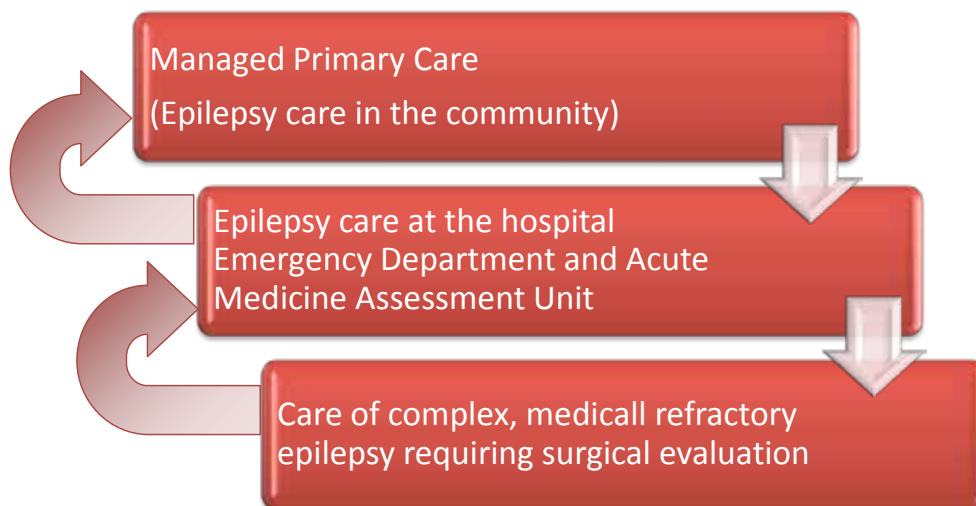 Managed Primary Care
(Epilepsy care in the community)
Epilepsy care at the hospital
Emergency Department and Acute
Medicine Assessment Unit
Care of complex, medicall refractory
epilepsy requiring surgical evaluation